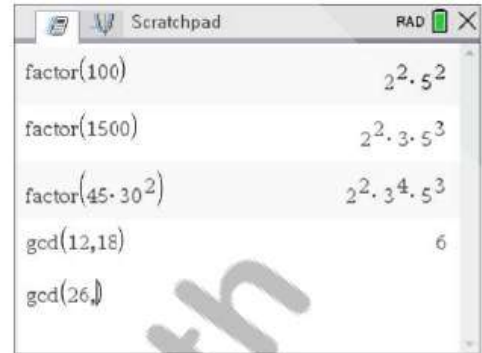 Scratchpad RAD
factor(100) 2²·5²
factor(1500) 2²·3·5³
factor(45·30²) 2²·3⁴·5³
gcd(12,18) 6
gcd(26,)
th